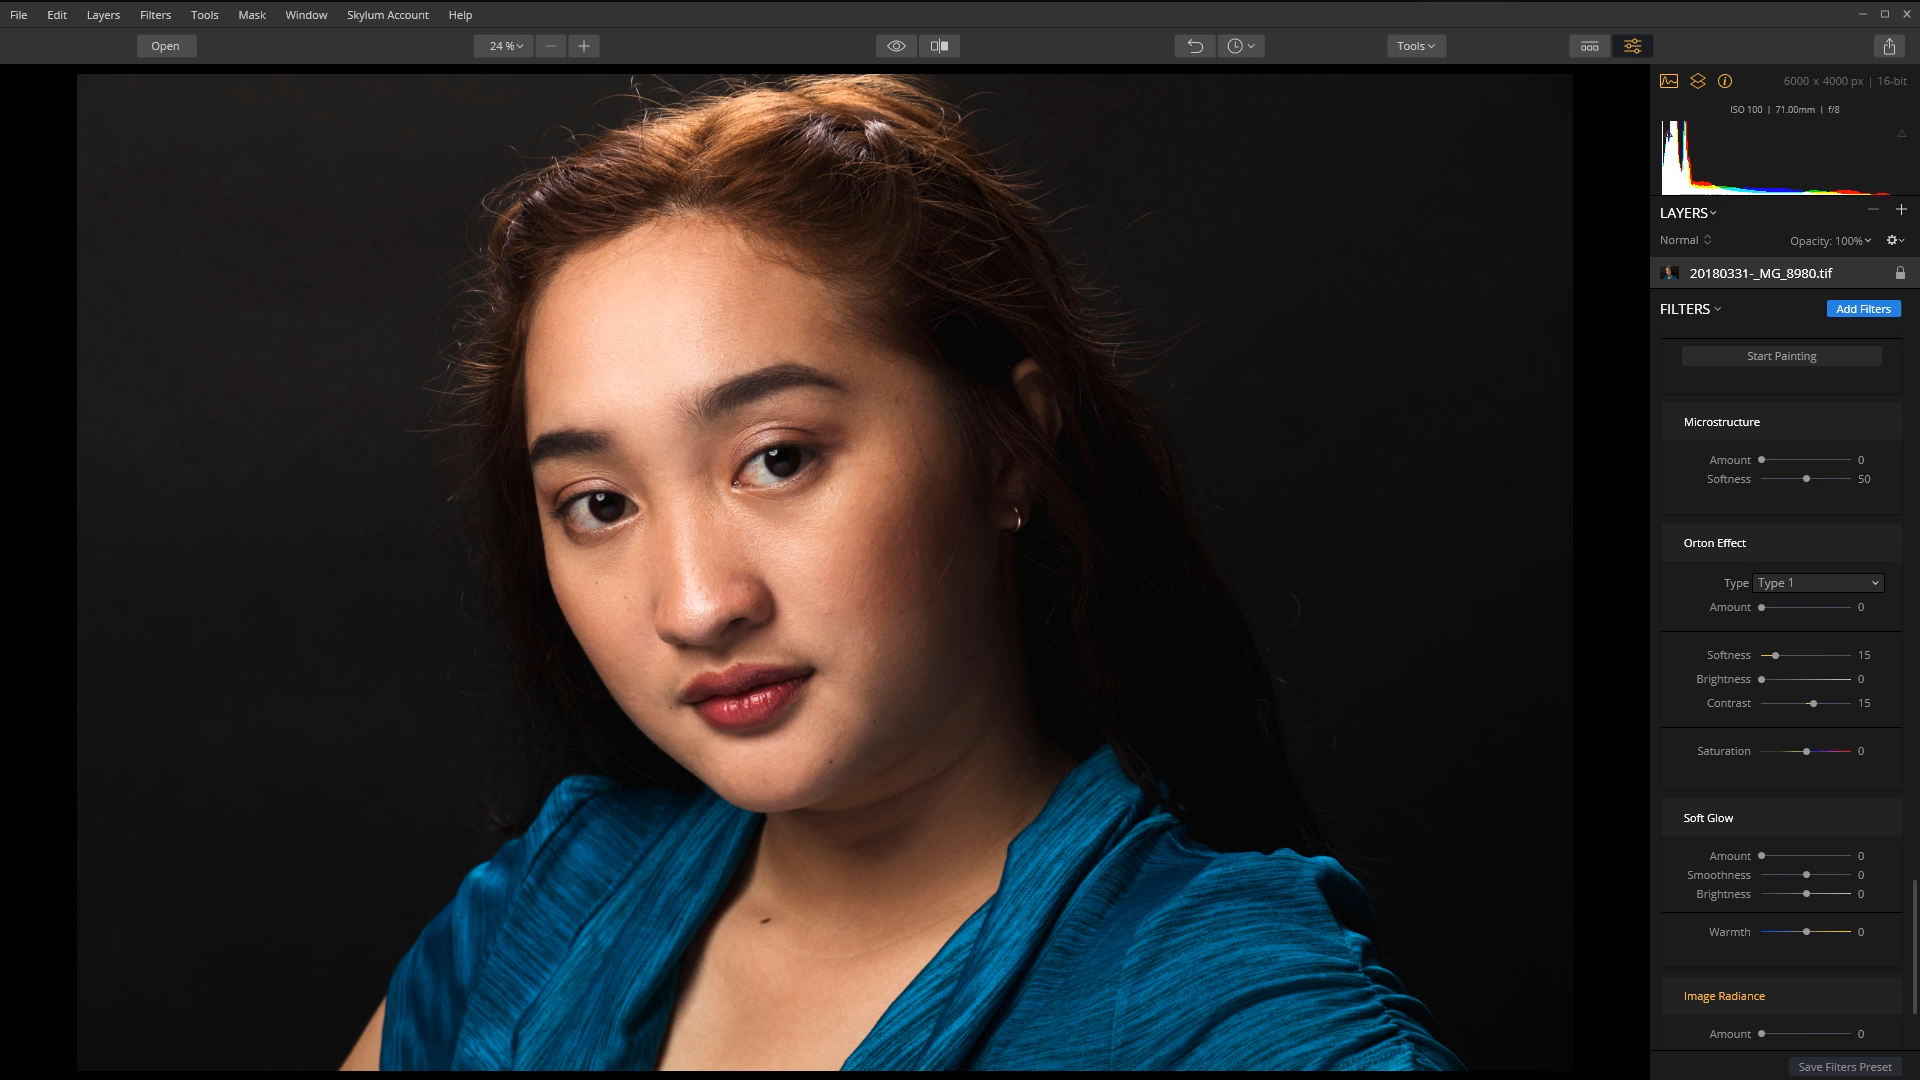 File Edit Layers Filters Tools Mask Window Skylum Account Help
Open 24 % Tools
6000 x 4000 px | 16-bit
ISO 100 | 71.00mm | f/8
LAYERS
Normal Opacity: 100%
20180331-_MG_8980.tif
FILTERS Add Filters
Start Painting
Microstructure
Amount 0
Softness 50
Orton Effect
Type Type 1
Amount 0
Softness 15
Brightness 0
Contrast 15
Saturation 0
Soft Glow
Amount 0
Smoothness 0
Brightness 0
Warmth 0
Image Radiance
Amount 0
Save Filters Preset